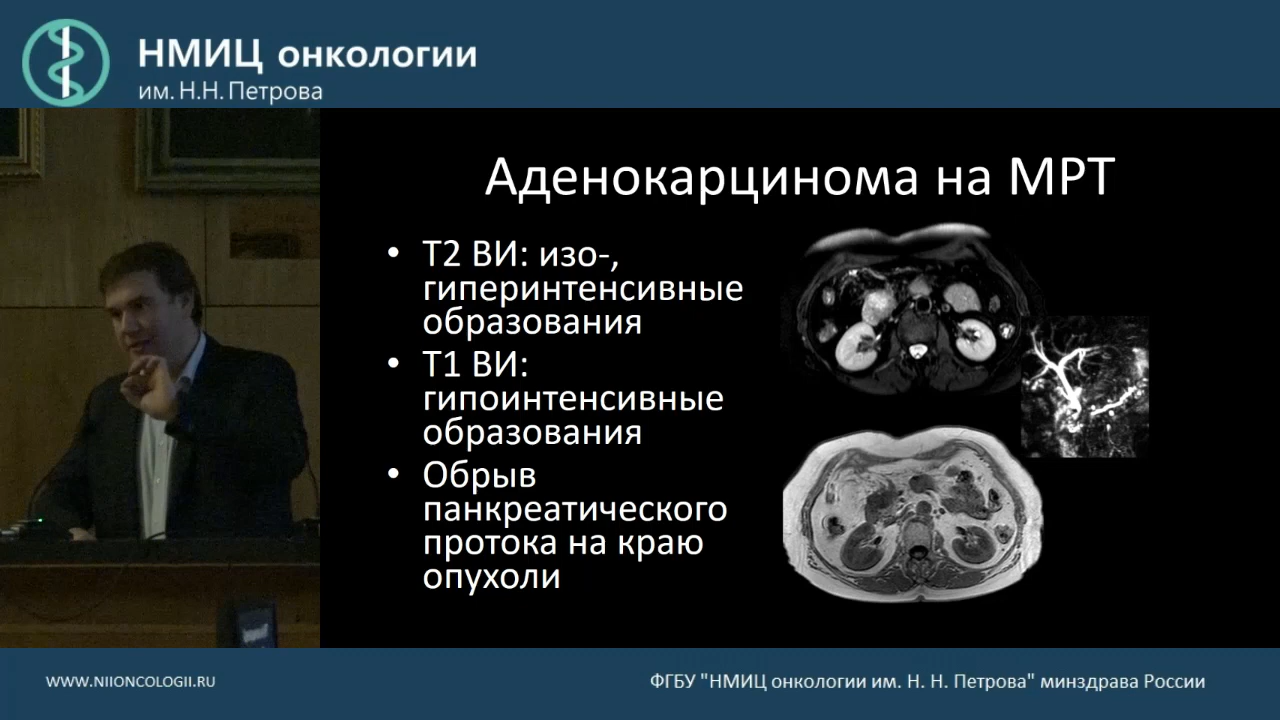 НМИЦ онкологии
им. Н.Н. Петрова
Аденокарцинома на МРТ
• Т2 ВИ: изо-,
гиперинтенсивные
образования
• Т1 ВИ:
гипоинтенсивные
образования
• Обрыв
панкреатического
протока на краю
опухоли
WWW.NIIONCOLOGII.RU
ФГБУ "НМИЦ онкологии им. Н. Н. Петрова" минздрава России